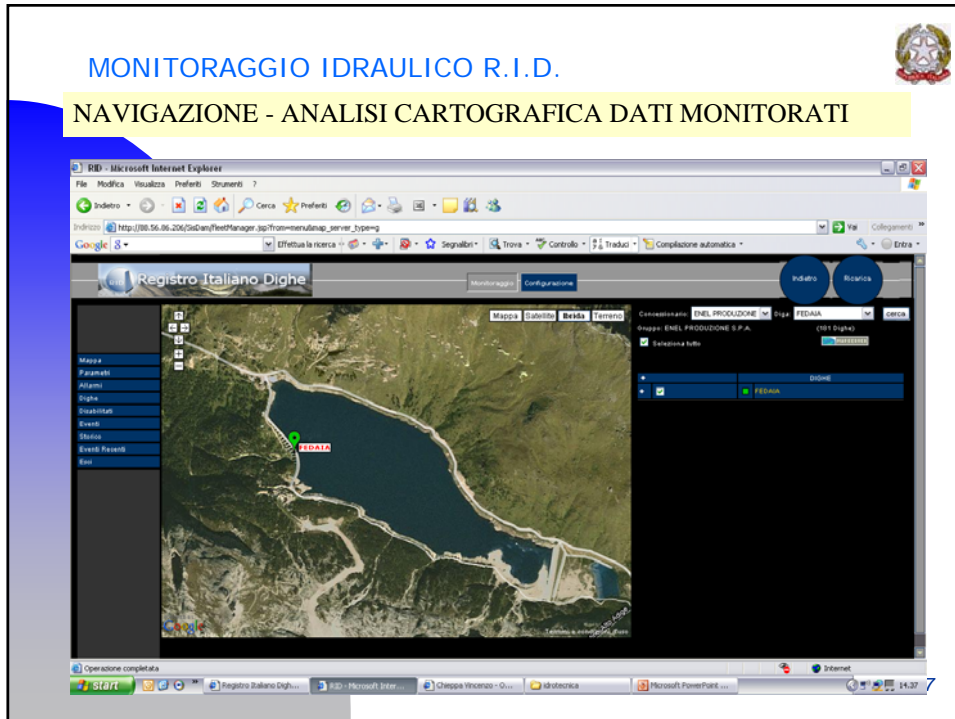 MONITORAGGIO IDRAULICO R.I.D.
NAVIGAZIONE - ANALISI CARTOGRAFICA DATI MONITORATI
RID - Microsoft Internet Explorer
File Modifica Visualizza Preferiti Strumenti ?
Indietro Cerca Preferiti
Indirizzo http://88.56.86.206/SisDam/fleetManager.jsp?from=menu&map_server_type=g Vai Collegamenti »
Google Effettua la ricerca Segnalibri Trova Controllo Traduci Compilazione automatica Entra
RID Registro Italiano Dighe
Monitoraggio Configurazione
Indietro Ricarica
Mappa Satellite Ibrida Terreno
Concessionario: ENEL PRODUZIONE Diga: FEDAIA cerca
Gruppo: ENEL PRODUZIONE S.P.A. (181 Dighe)
Seleziona tutto
Mappa
Parametri
Allarmi
Dighe
Disabilitati
Eventi
Storico
Eventi Recenti
Esci
DIGHE
FEDAIA
FEDAIA
Google
Operazione completata Internet
start Registro Italiano Digh... RID - Microsoft Inter... Chieppa Vincenzo - O... idrotecnica Microsoft PowerPoint ... 14.37
7